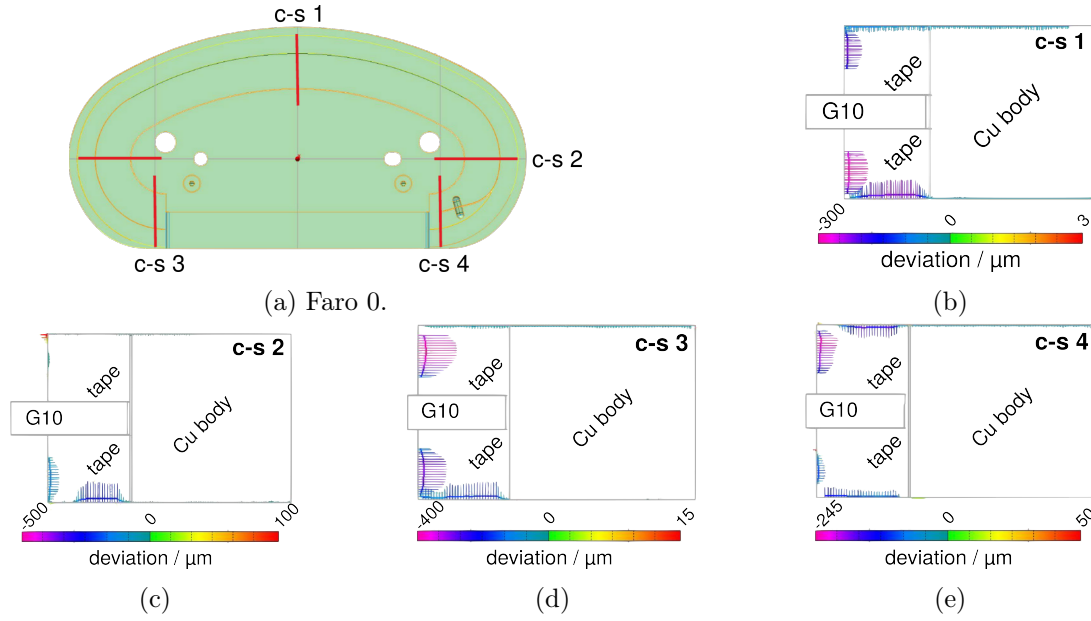 c-s 1
c-s 2
c-s 3
c-s 4
(a) Faro 0.
c-s 1
tape
G10
Cu body
tape
-300
0
3
deviation / µm
(b)
c-s 2
tape
G10
Cu body
tape
-500
0
100
deviation / µm
(c)
c-s 3
tape
G10
Cu body
tape
-400
0
15
deviation / µm
(d)
c-s 4
tape
G10
Cu body
tape
-245
0
50
deviation / µm
(e)